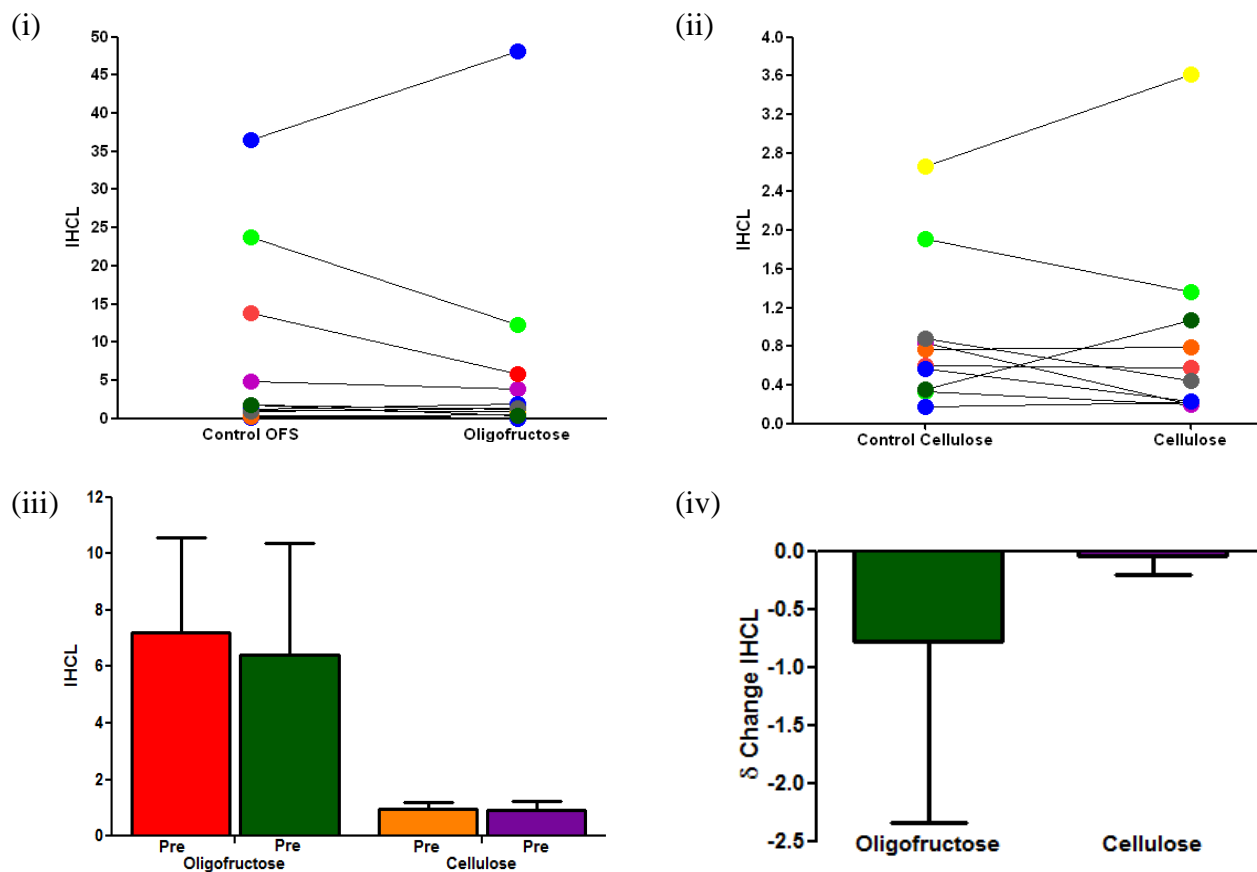 (i)
50
45
40
35
30
25
20
15
10
5
0
IHCL
Control OFS Oligofructose
(ii)
4.0
3.6
3.2
2.8
2.4
2.0
1.6
1.2
0.8
0.4
0.0
IHCL
Control Cellulose Cellulose
(iii)
12
10
8
6
4
2
0
IHCL
Pre Pre Pre Pre
Oligofructose Cellulose
(iv)
0.0
-0.5
-1.0
-1.5
-2.0
-2.5
δ Change IHCL
Oligofructose Cellulose